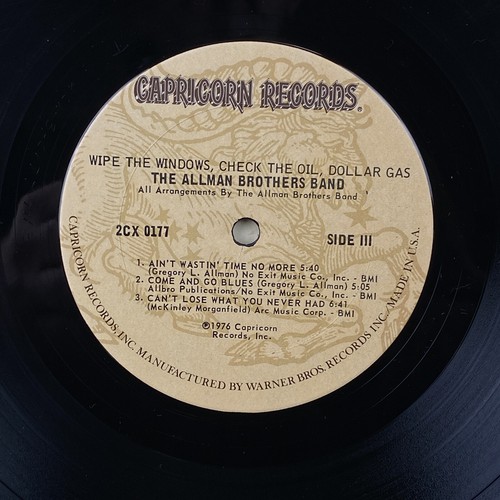 CAPRICORN RECORDS®
WIPE THE WINDOWS, CHECK THE OIL, DOLLAR GAS
THE ALLMAN BROTHERS BAND
All Arrangements By The Allman Brothers Band
2CX 0177
SIDE III
1. AIN'T WASTIN' TIME NO MORE 5:40
(Gregory L. Allman) No Exit Music Co., Inc. - BMI
2. COME AND GO BLUES (Gregory L. Allman) 5:05
Allbro Publications/No Exit Music Co., Inc. - BMI
3. CAN'T LOSE WHAT YOU NEVER HAD 6:41
(McKinley Morganfield) Arc Music Corp. - BMI
℗1976 Capricorn
Records, Inc.
CAPRICORN RECORDS, INC. MANUFACTURED BY WARNER BROS. RECORDS INC. MADE IN U.S.A.